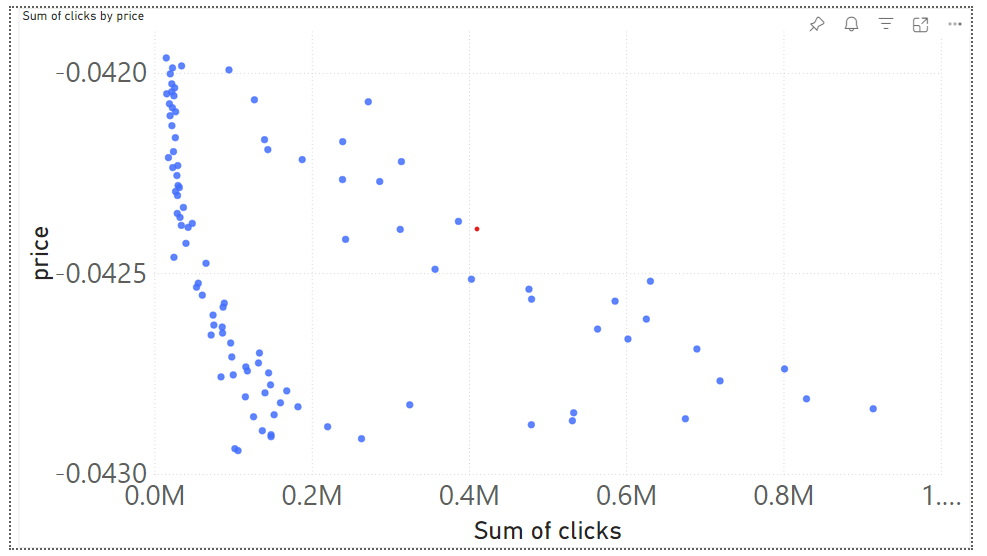 Sum of clicks by price
-0.0420
-0.0425
-0.0430
price
0.0M 0.2M 0.4M 0.6M 0.8M 1....
Sum of clicks